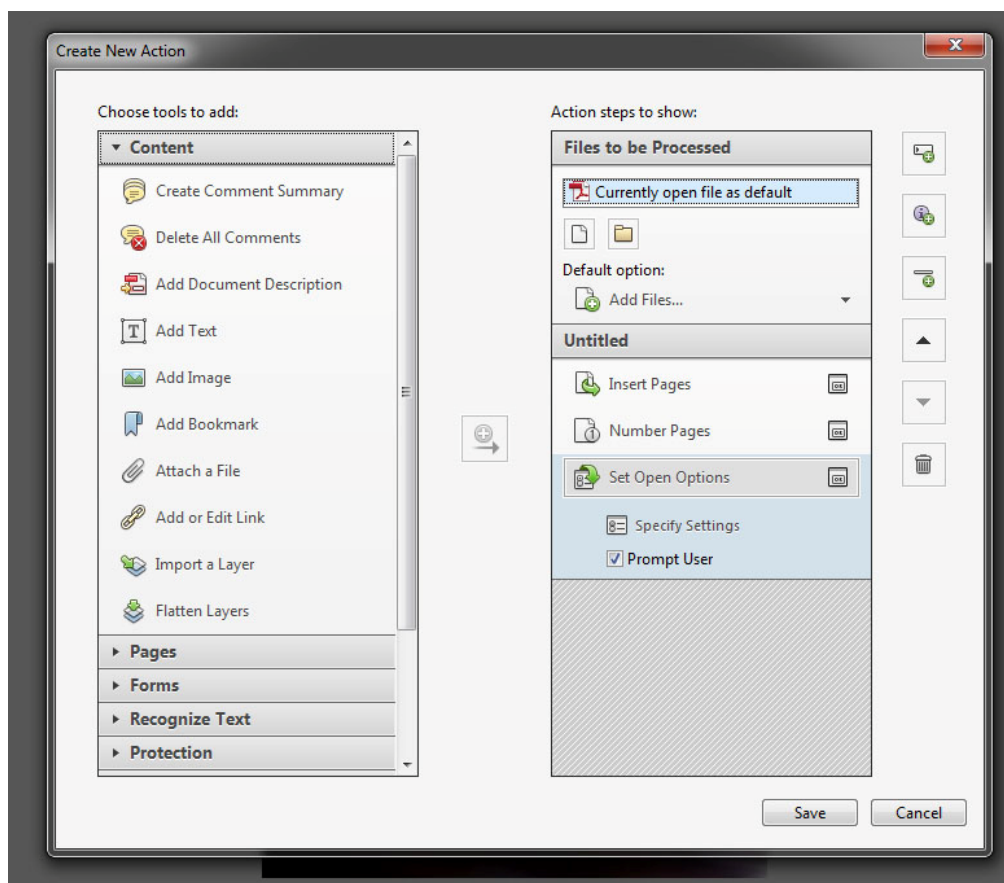 Create New Action
Choose tools to add:
Content
Create Comment Summary
Delete All Comments
Add Document Description
Add Text
Add Image
Add Bookmark
Attach a File
Add or Edit Link
Import a Layer
Flatten Layers
Pages
Forms
Recognize Text
Protection
Action steps to show:
Files to be Processed
Currently open file as default
Default option:
Add Files...
Untitled
Insert Pages
Number Pages
Set Open Options
Specify Settings
Prompt User
Save
Cancel